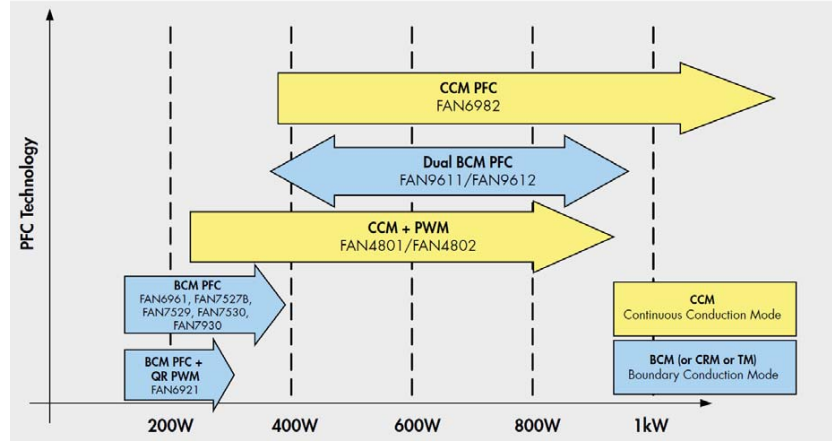 PFC Technology
CCM PFC
FAN6982
Dual BCM PFC
FAN9611/FAN9612
CCM + PWM
FAN4801/FAN4802
BCM PFC
FAN6961, FAN7527B,
FAN7529, FAN7530,
FAN7930
BCM PFC +
QR PWM
FAN6921
CCM
Continuous Conduction Mode
BCM (or CRM or TM)
Boundary Conduction Mode
200W
400W
600W
800W
1kW